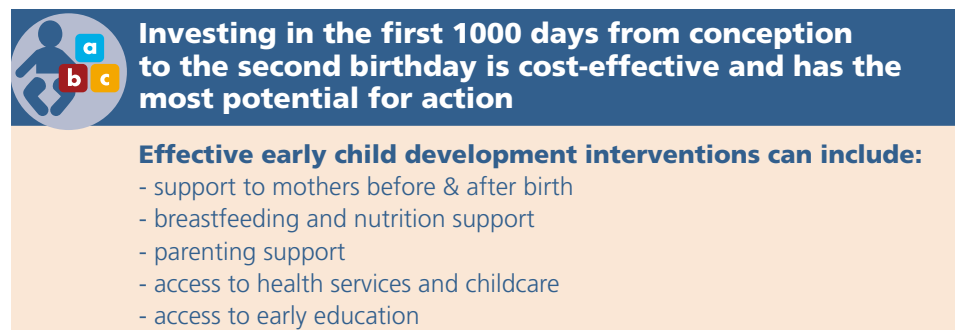 a
b c
Investing in the first 1000 days from conception
to the second birthday is cost-effective and has the
most potential for action
Effective early child development interventions can include:
- support to mothers before & after birth
- breastfeeding and nutrition support
- parenting support
- access to health services and childcare
- access to early education